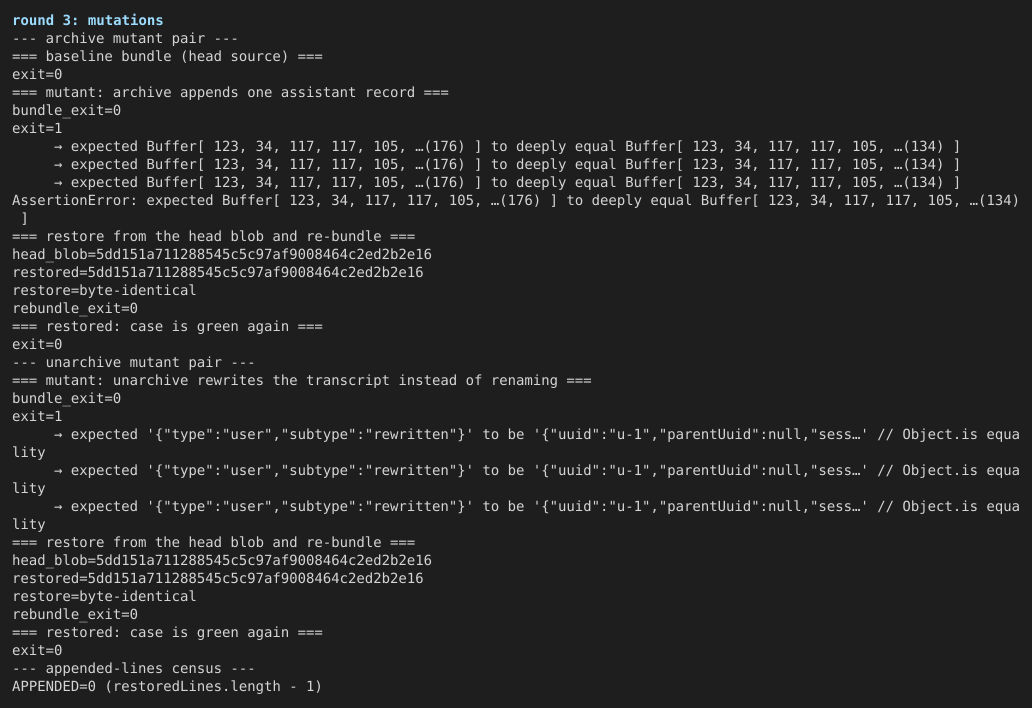 round 3: mutations
--- archive mutant pair ---
=== baseline bundle (head source) ===
exit=0
=== mutant: archive appends one assistant record ===
bundle_exit=0
exit=1
     → expected Buffer[ 123, 34, 117, 117, 105, …(176) ] to deeply equal Buffer[ 123, 34, 117, 117, 105, …(134) ]
     → expected Buffer[ 123, 34, 117, 117, 105, …(176) ] to deeply equal Buffer[ 123, 34, 117, 117, 105, …(134) ]
     → expected Buffer[ 123, 34, 117, 117, 105, …(176) ] to deeply equal Buffer[ 123, 34, 117, 117, 105, …(134) ]
AssertionError: expected Buffer[ 123, 34, 117, 117, 105, …(176) ] to deeply equal Buffer[ 123, 34, 117, 117, 105, …(134)
 ]
=== restore from the head blob and re-bundle ===
head_blob=5dd151a711288545c5c97af9008464c2ed2b2e16
restored=5dd151a711288545c5c97af9008464c2ed2b2e16
restore=byte-identical
rebundle_exit=0
=== restored: case is green again ===
exit=0
--- unarchive mutant pair ---
=== mutant: unarchive rewrites the transcript instead of renaming ===
bundle_exit=0
exit=1
     → expected '{"type":"user","subtype":"rewritten"}' to be '{"uuid":"u-1","parentUuid":null,"sess…' // Object.is equa
lity
     → expected '{"type":"user","subtype":"rewritten"}' to be '{"uuid":"u-1","parentUuid":null,"sess…' // Object.is equa
lity
     → expected '{"type":"user","subtype":"rewritten"}' to be '{"uuid":"u-1","parentUuid":null,"sess…' // Object.is equa
lity
=== restore from the head blob and re-bundle ===
head_blob=5dd151a711288545c5c97af9008464c2ed2b2e16
restored=5dd151a711288545c5c97af9008464c2ed2b2e16
restore=byte-identical
rebundle_exit=0
=== restored: case is green again ===
exit=0
--- appended-lines census ---
APPENDED=0 (restoredLines.length - 1)